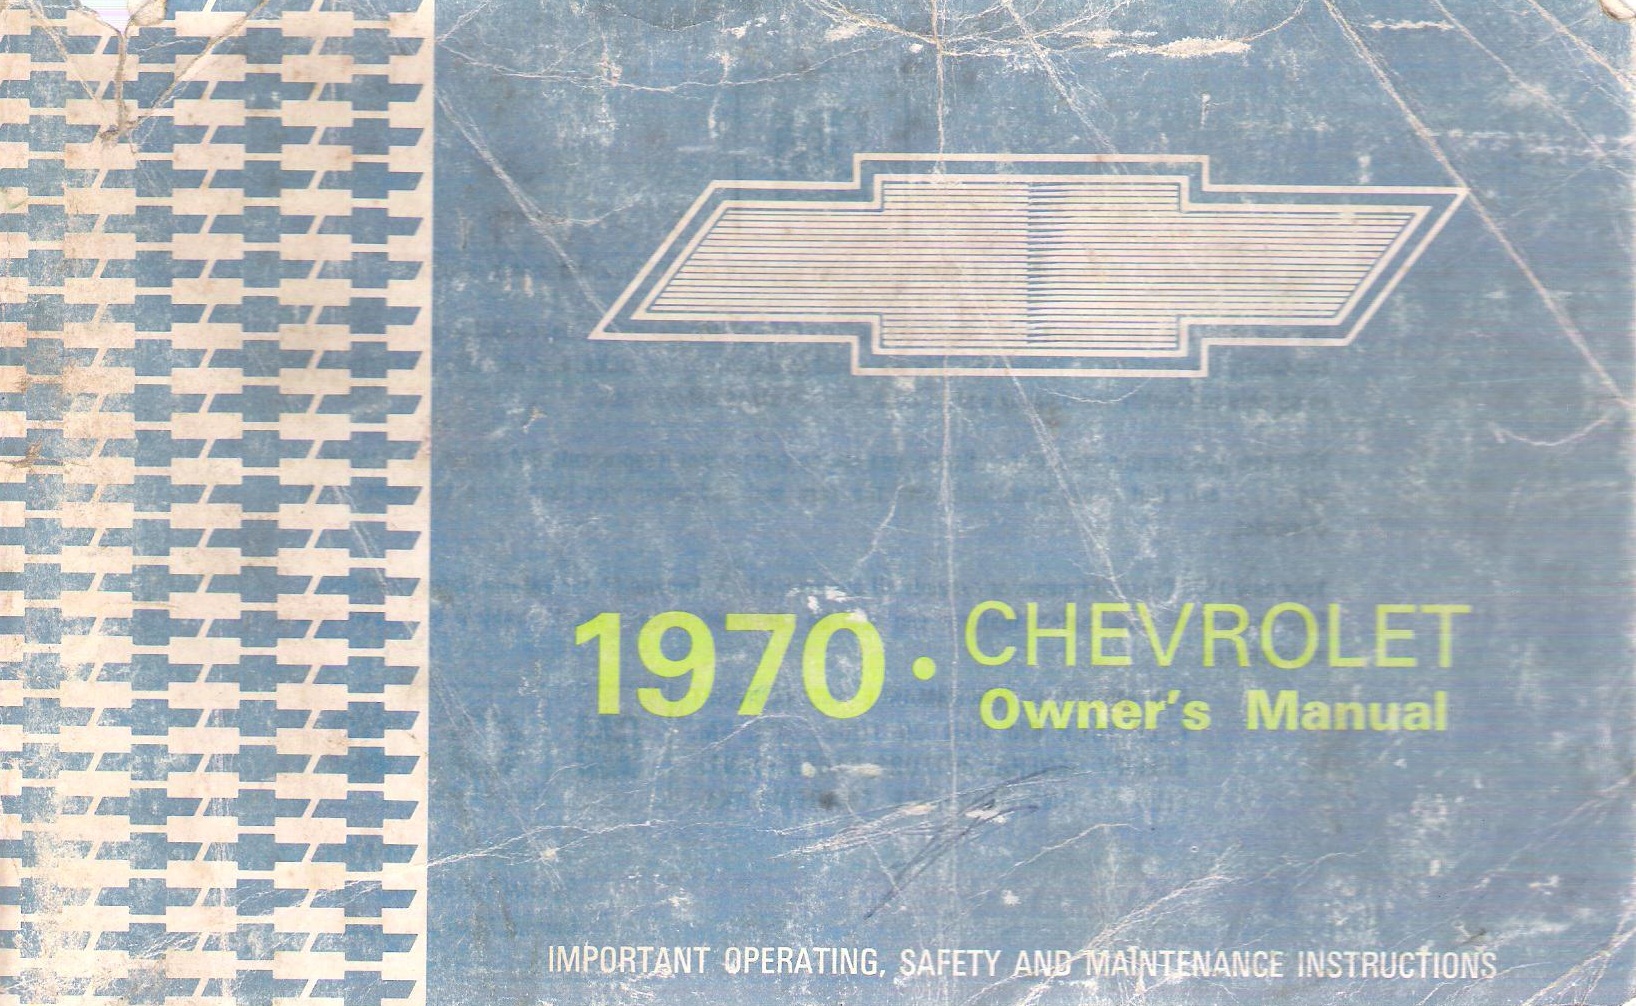 1970 • CHEVROLET
Owner's Manual
IMPORTANT OPERATING, SAFETY AND MAINTENANCE INSTRUCTIONS